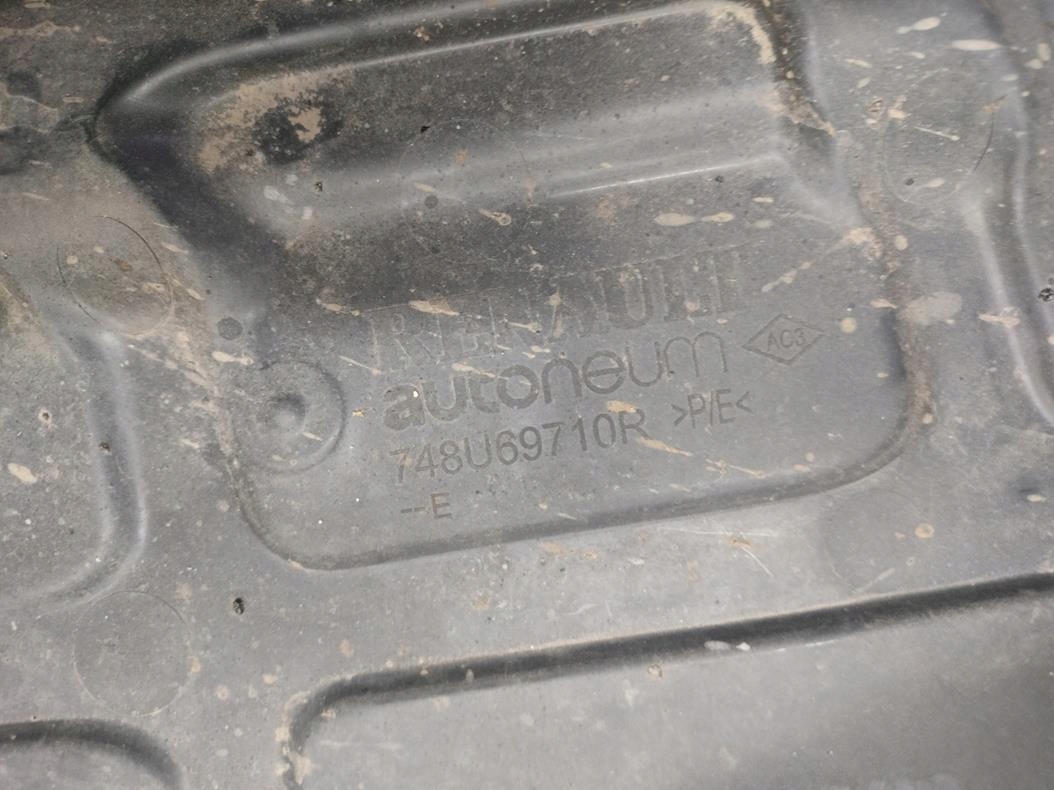 RENAULT
autoneum AC3
748U69710R >P/E<
--E